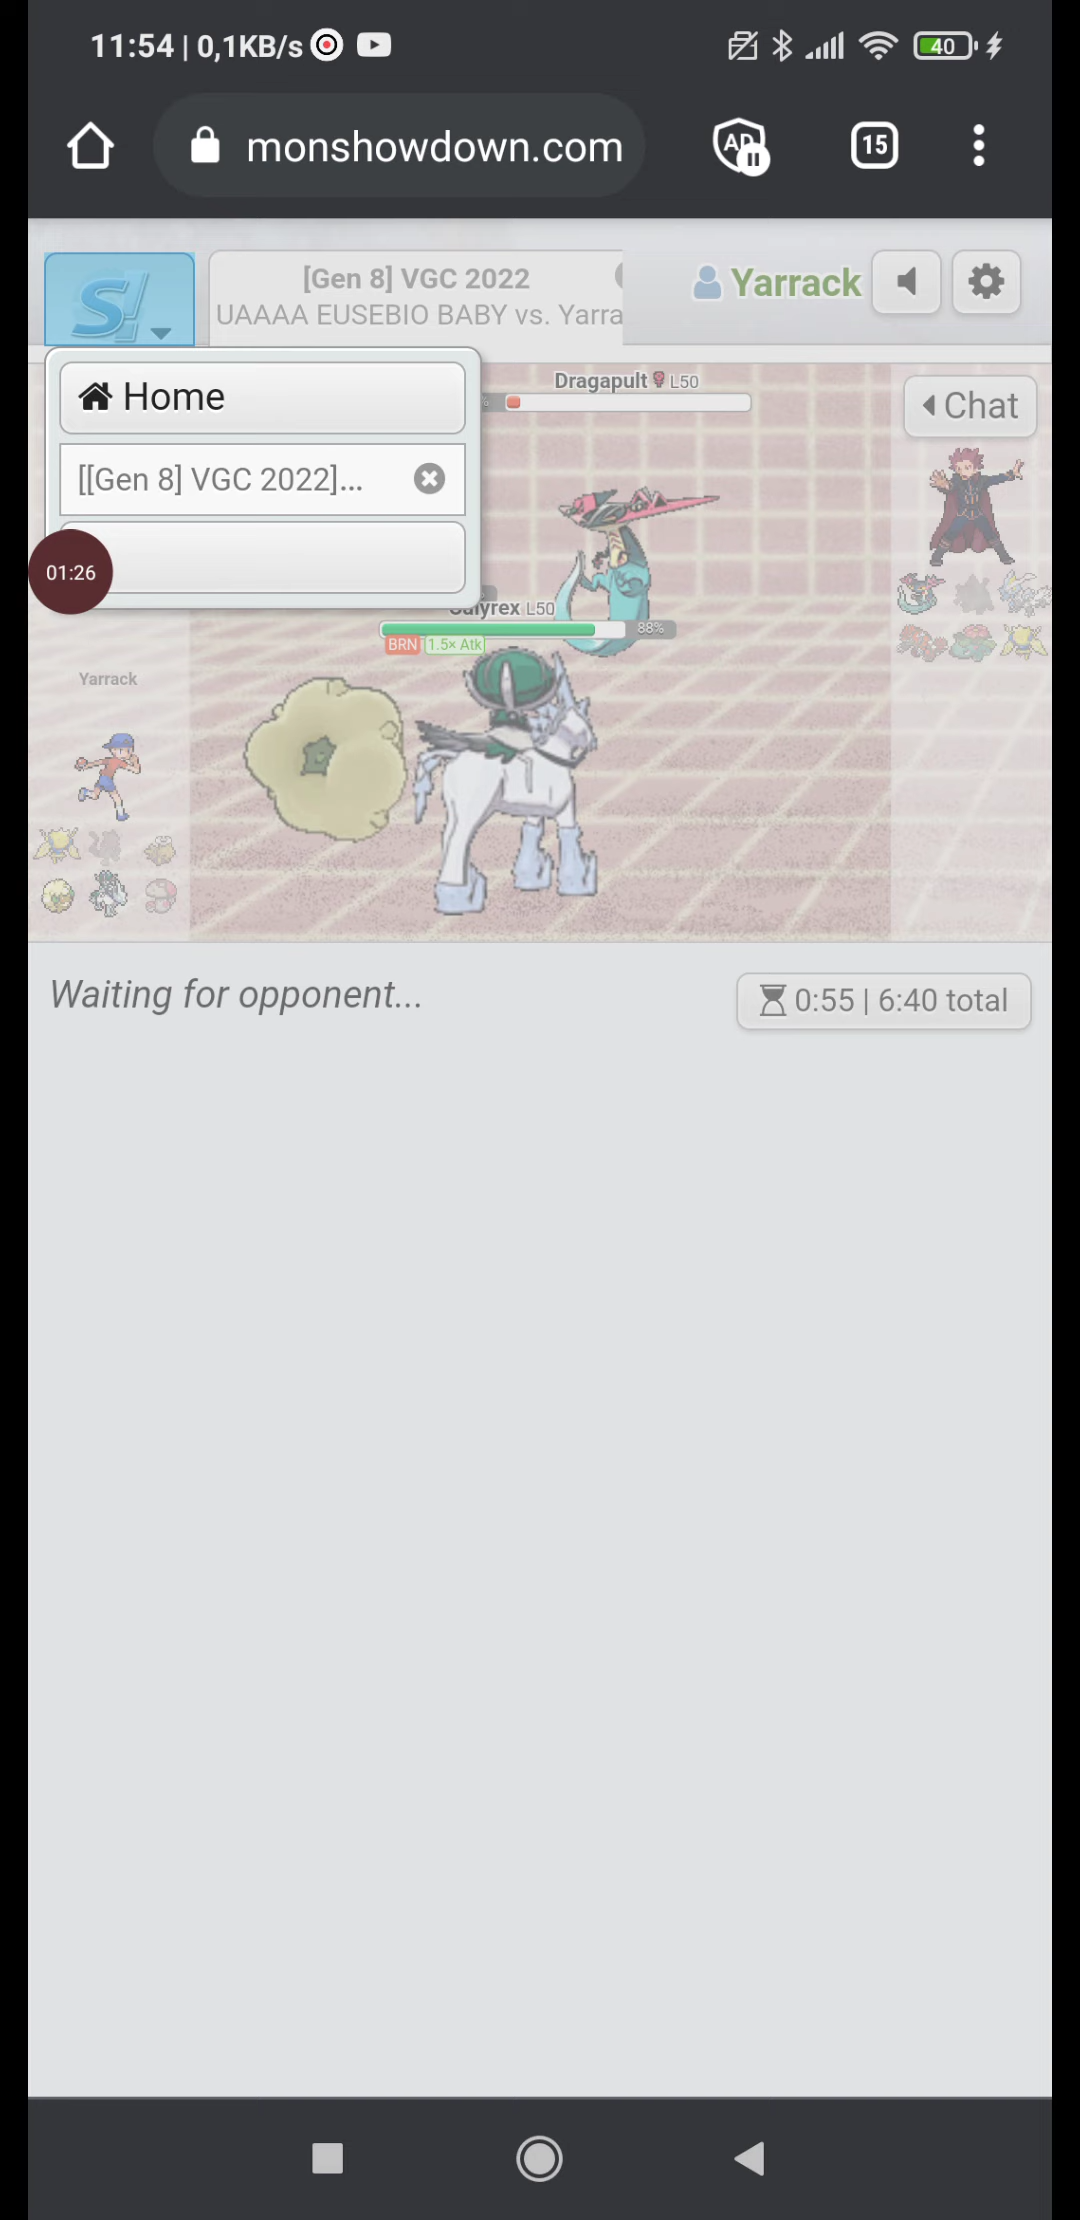 11:54 | 0,1KB/s
40
monshowdown.com
AD
15
S!
[Gen 8] VGC 2022
UAAAA EUSEBIO BABY vs. Yarra
Yarrack
Home
[[Gen 8] VGC 2022]...
01:26
Dragapult L50
%
Chat
L50
88%
BRN 1.5× Atk
Yarrack
Waiting for opponent...
0:55 | 6:40 total